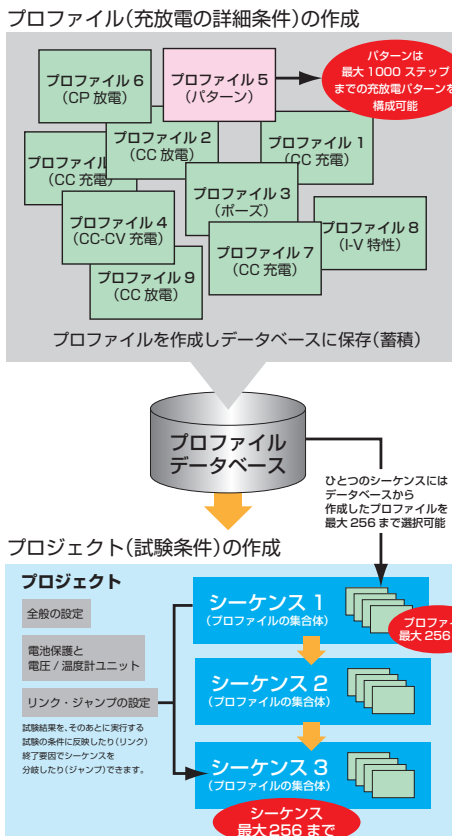 プロファイル（充放電の詳細条件）の作成
プロファイル 6
（CP 放電）
プロファイル 5
（パターン）
パターンは
最大 1000 ステップ
までの充放電パターンを
構成可能
プロファイル 2
（CC 放電）
プロファイル 1
（CC 充電）
プロファイル
（CC 充電）
プロファイル 3
（ポーズ）
プロファイル 4
（CC-CV 充電）
プロファイル 8
（I-V 特性）
プロファイル 7
（CC 充電）
プロファイル 9
（CC 放電）
プロファイルを作成しデータベースに保存（蓄積）
プロファイル
データベース
ひとつのシーケンスには
データベースから
作成したプロファイルを
最大 256 まで選択可能
プロジェクト（試験条件）の作成
プロジェクト
全般の設定
電池保護と
電圧 / 温度計ユニット
リンク・ジャンプの設定
試験結果を、そのあとに実行する
試験の条件に反映したり（リンク）
終了要因でシーケンスを
分岐したり（ジャンプ）できます。
シーケンス 1
（プロファイルの集合体）
プロファ
最大 256
シーケンス 2
（プロファイルの集合体）
シーケンス 3
（プロファイルの集合体）
シーケンス
最大 256 まで